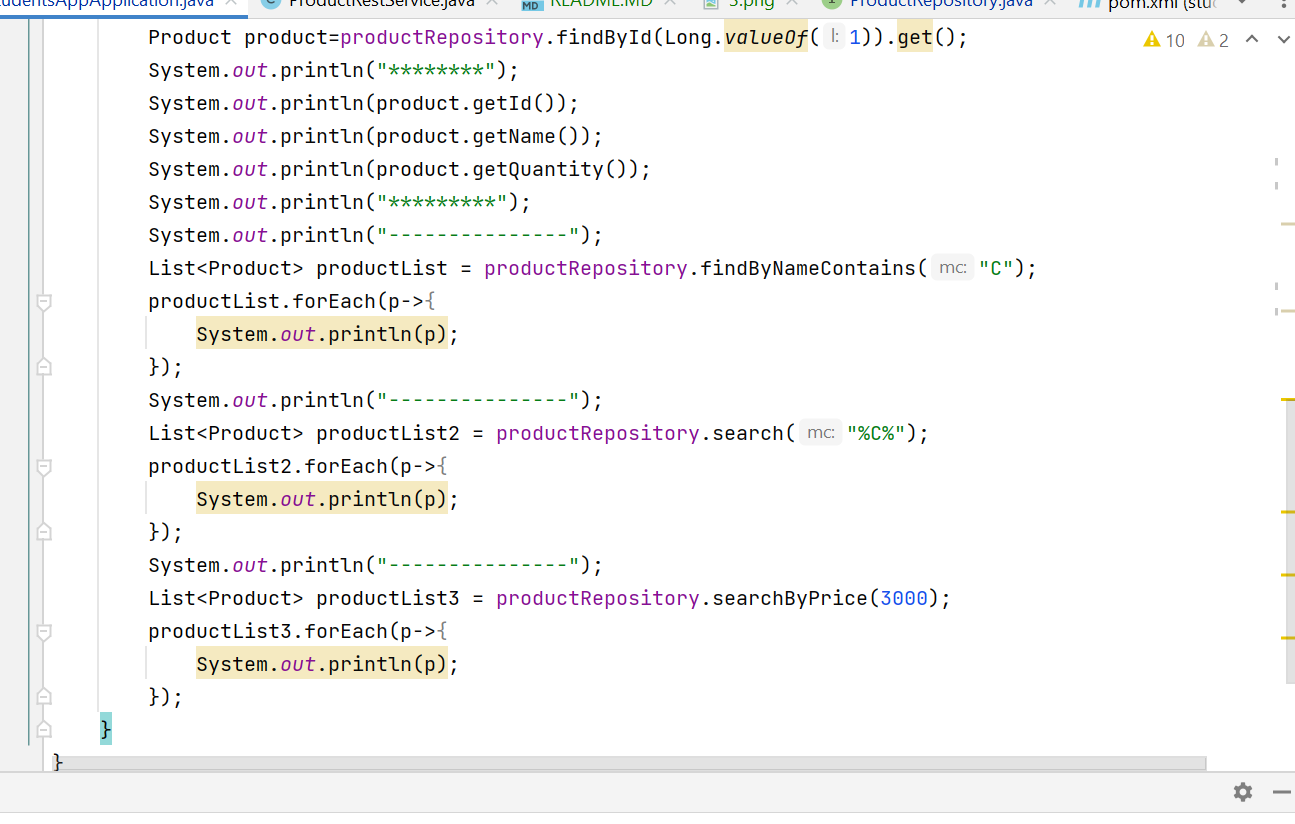 udentsAppApplication.java ProductRestService.java README.MD 3.png ProductRepository.java pom.xml
Product product=productRepository.findById(Long.valueOf( l: 1)).get(); 10 2
System.out.println("********");
System.out.println(product.getId());
System.out.println(product.getName());
System.out.println(product.getQuantity());
System.out.println("*********");
System.out.println("---------------");
List<Product> productList = productRepository.findByNameContains( mc: "C");
productList.forEach(p->{
System.out.println(p);
});
System.out.println("---------------");
List<Product> productList2 = productRepository.search( mc: "%C%");
productList2.forEach(p->{
System.out.println(p);
});
System.out.println("---------------");
List<Product> productList3 = productRepository.searchByPrice(3000);
productList3.forEach(p->{
System.out.println(p);
});
}
}